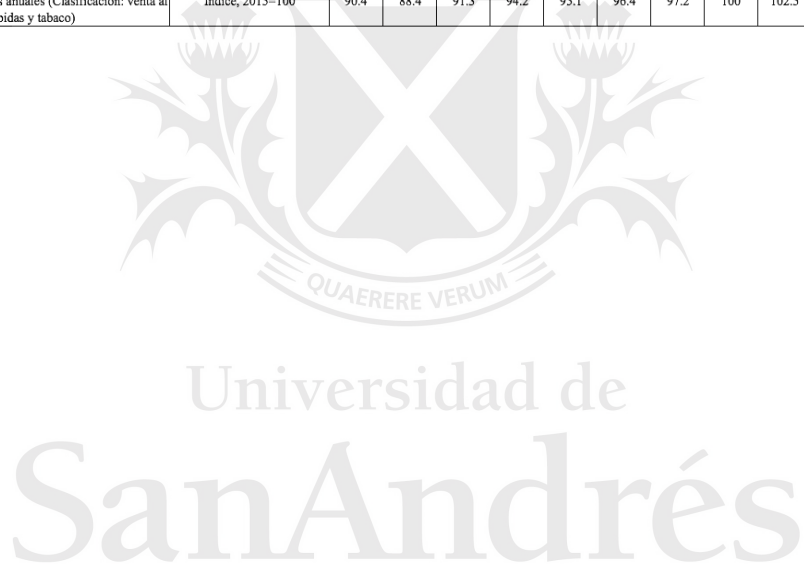 s anuales (Clasificación: venta al Índice, 2015=100 90.4 88.4 91.3 94.2 95.1 96.4 97.2 100 102.5
bidas y tabaco)
QUAERERE VERUM
Universidad de
SanAndrés